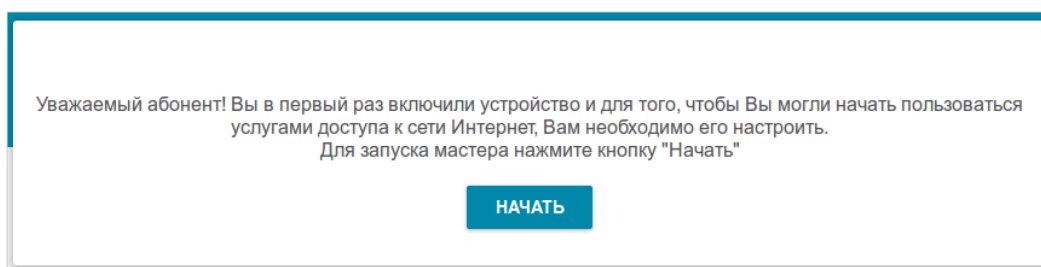 Уважаемый абонент! Вы в первый раз включили устройство и для того, чтобы Вы могли начать пользоваться
услугами доступа к сети Интернет, Вам необходимо его настроить.
Для запуска мастера нажмите кнопку "Начать"
НАЧАТЬ